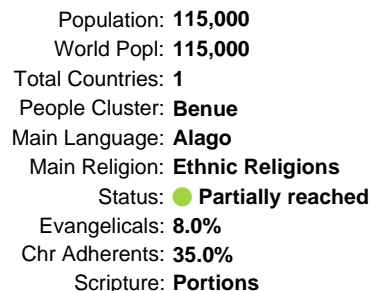 Population: 115,000
World Popl: 115,000
Total Countries: 1
People Cluster: Benue
Main Language: Alago
Main Religion: Ethnic Religions
Status: Partially reached
Evangelicals: 8.0%
Chr Adherents: 35.0%
Scripture: Portions